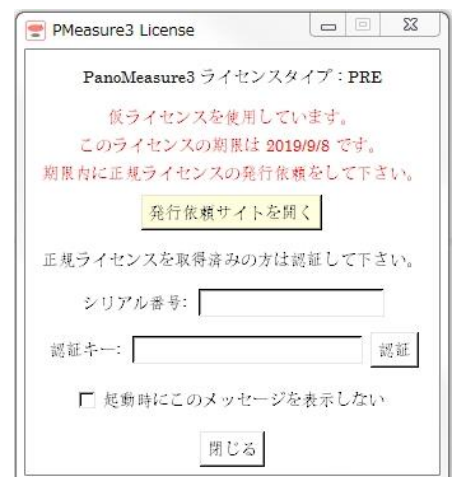 PMeasure3 License
PanoMeasure3 ライセンスタイプ：PRE
仮ライセンスを使用しています。
このライセンスの期限は 2019/9/8 です。
期限内に正規ライセンスの発行依頼をして下さい。
発行依頼サイトを開く
正規ライセンスを取得済みの方は認証して下さい。
シリアル番号:
認証キー: 認証
起動時にこのメッセージを表示しない
閉じる